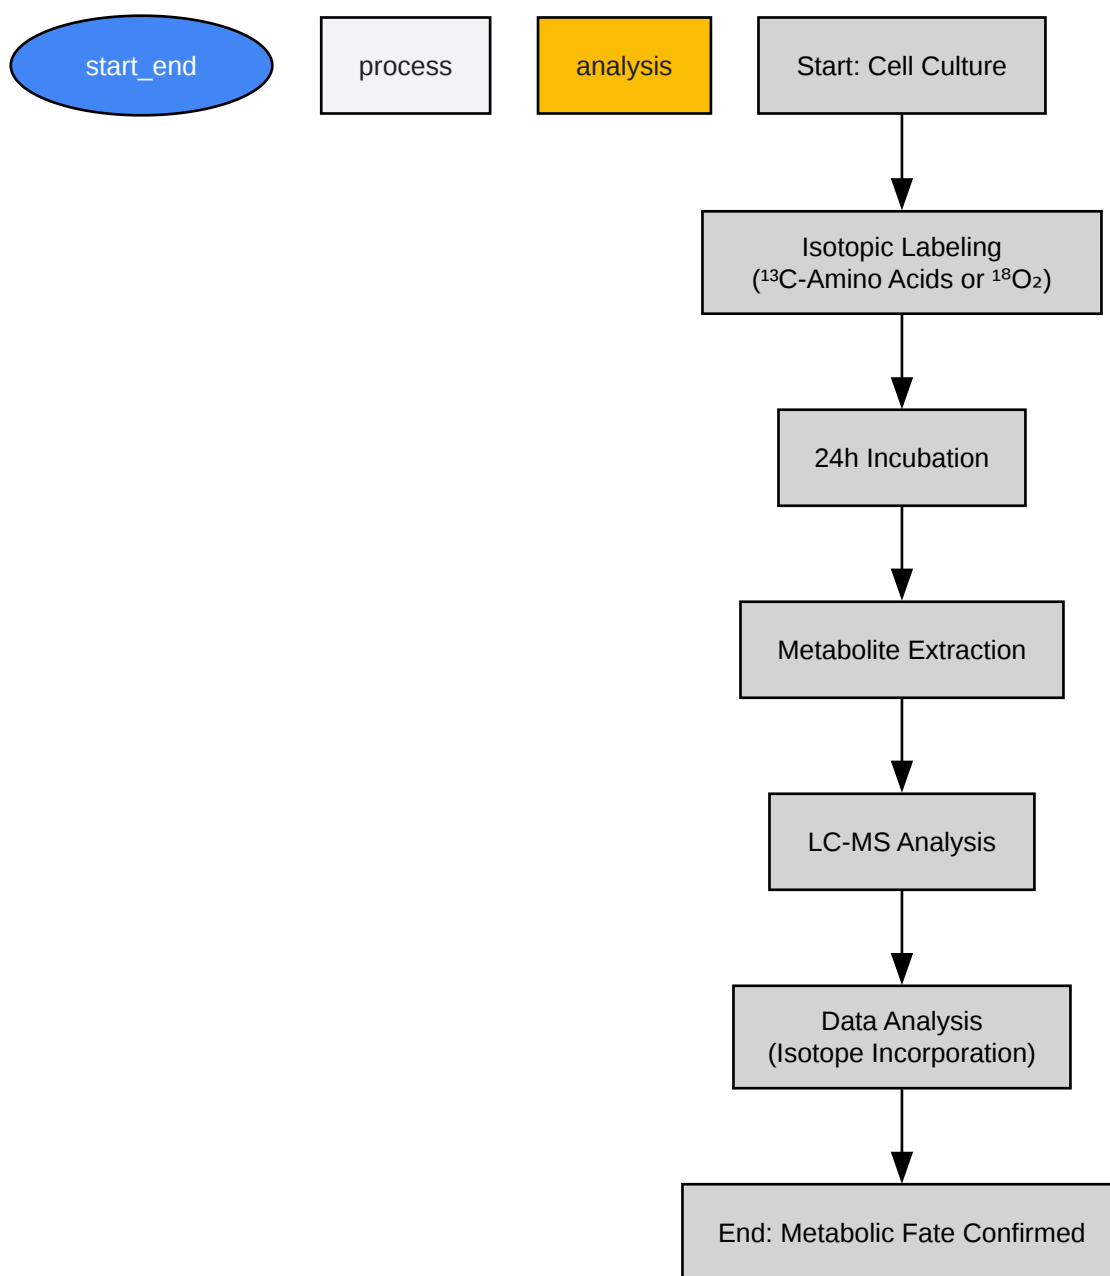 start_end
process
analysis
Start: Cell Culture
Isotopic Labeling
(¹³C-Amino Acids or ¹⁸O₂)
24h Incubation
Metabolite Extraction
LC-MS Analysis
Data Analysis
(Isotope Incorporation)
End: Metabolic Fate Confirmed